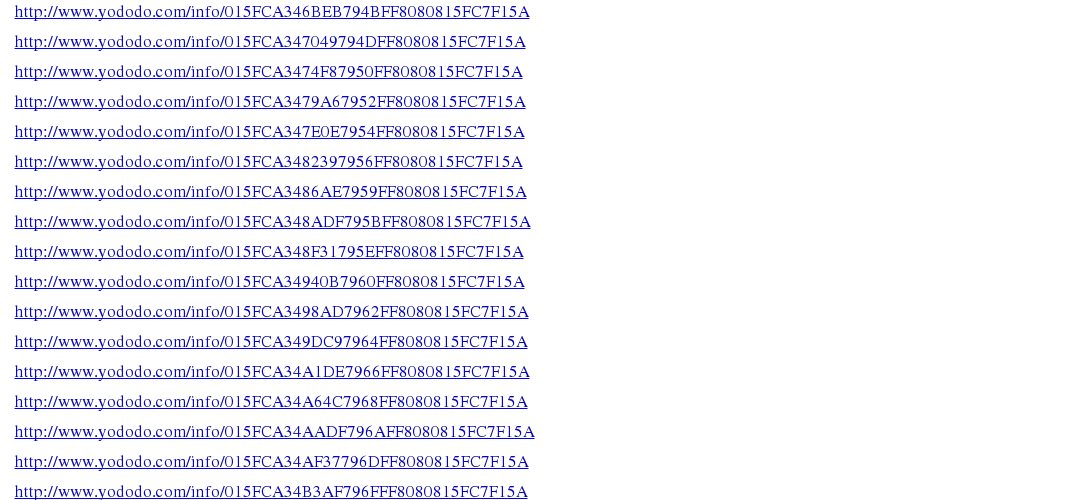 http://www.yododo.com/info/015FCA346BEB794BFF8080815FC7F15A
http://www.yododo.com/info/015FCA347049794DFF8080815FC7F15A
http://www.yododo.com/info/015FCA3474F87950FF8080815FC7F15A
http://www.yododo.com/info/015FCA3479A67952FF8080815FC7F15A
http://www.yododo.com/info/015FCA347E0E7954FF8080815FC7F15A
http://www.yododo.com/info/015FCA3482397956FF8080815FC7F15A
http://www.yododo.com/info/015FCA3486AE7959FF8080815FC7F15A
http://www.yododo.com/info/015FCA348ADF795BFF8080815FC7F15A
http://www.yododo.com/info/015FCA348F31795EFF8080815FC7F15A
http://www.yododo.com/info/015FCA34940B7960FF8080815FC7F15A
http://www.yododo.com/info/015FCA3498AD7962FF8080815FC7F15A
http://www.yododo.com/info/015FCA349DC97964FF8080815FC7F15A
http://www.yododo.com/info/015FCA34A1DE7966FF8080815FC7F15A
http://www.yododo.com/info/015FCA34A64C7968FF8080815FC7F15A
http://www.yododo.com/info/015FCA34AADF796AFF8080815FC7F15A
http://www.yododo.com/info/015FCA34AF37796DFF8080815FC7F15A
http://www.yododo.com/info/015FCA34B3AF796FFF8080815FC7F15A